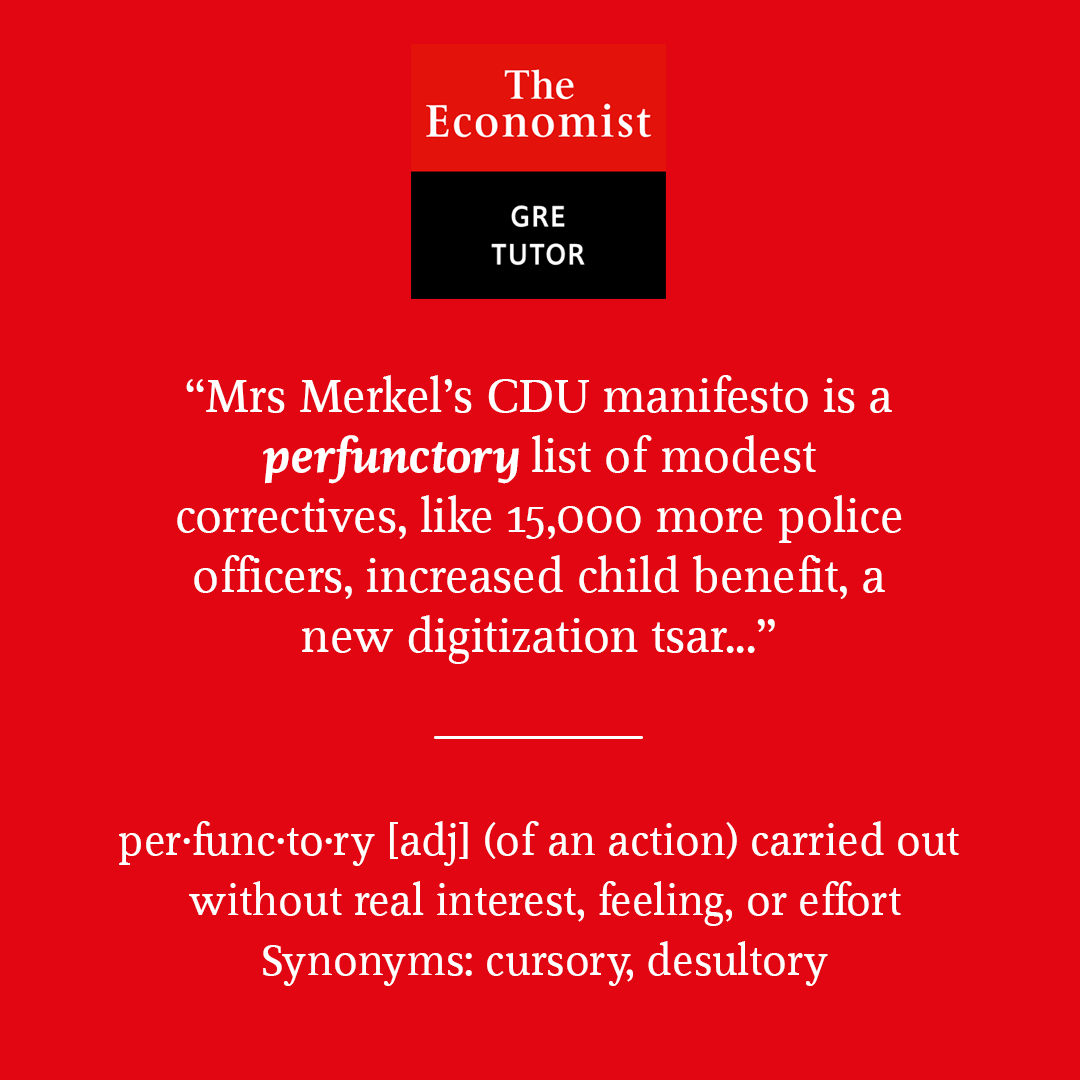 The
Economist
GRE
TUTOR
“Mrs Merkel’s CDU manifesto is a
perfunctory list of modest
correctives, like 15,000 more police
officers, increased child benefit, a
new digitization tsar...”
per·func·to·ry [adj] (of an action) carried out
without real interest, feeling, or effort
Synonyms: cursory, desultory